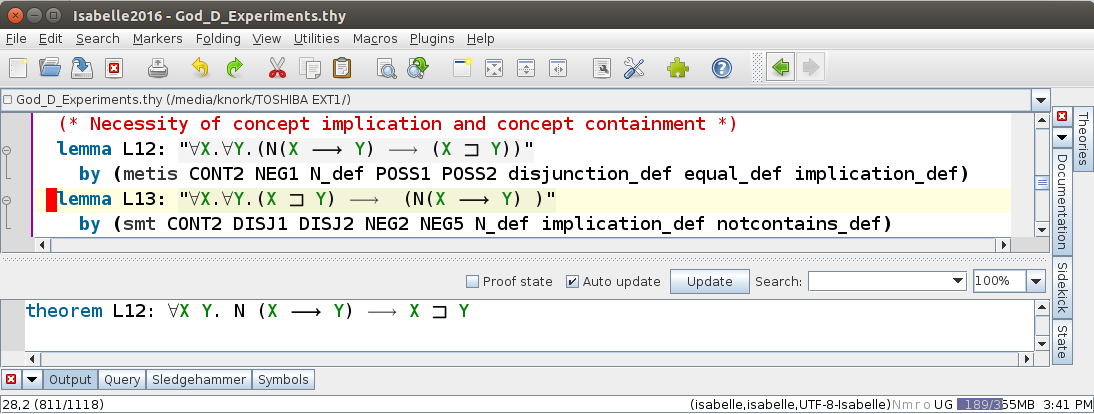 Isabelle2016 - God_D_Experiments.thy
File Edit Search Markers Folding View Utilities Macros Plugins Help
God_D_Experiments.thy (/media/knork/TOSHIBA EXT1/)
(* Necessity of concept implication and concept containment *)
lemma L12: "∀X.∀Y.(N(X ⟶ Y) ⟶ (X ⊐ Y))"
by (metis CONT2 NEG1 N_def POSS1 POSS2 disjunction_def equal_def implication_def)
lemma L13: "∀X.∀Y.(X ⊐ Y) ⟶ (N(X ⟶ Y) )"
by (smt CONT2 DISJ1 DISJ2 NEG2 NEG5 N_def implication_def notcontains_def)
Proof state Auto update Update Search: 100%
theorem L12: ∀X Y. N (X ⟶ Y) ⟶ X ⊐ Y
Theories
Documentation
Sidekick
State
Output Query Sledgehammer Symbols
28,2 (811/1118) (isabelle,isabelle,UTF-8-Isabelle)Nmro UG 189/355MB 3:41 PM